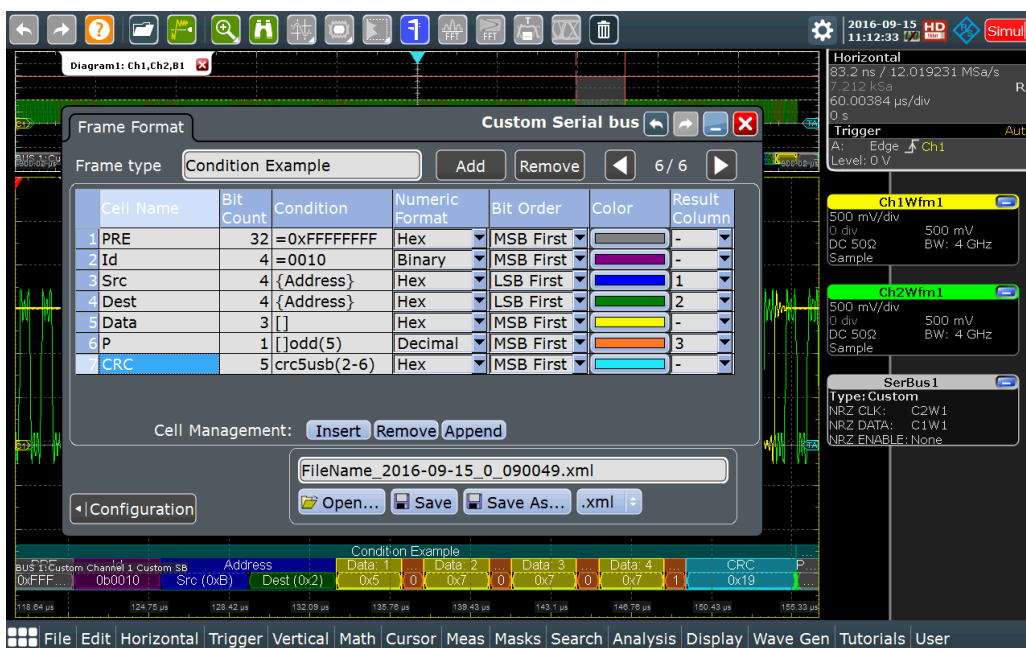 2016-09-15
11:12:33
HD
Simul
Diagram1: Ch1,Ch2,B1
Horizontal
83.2 ns / 12.019231 MSa/s
7.212 kSa
R
60.00384 µs/div
0 s
Trigger
Aut
A: Edge Ch1
Level: 0 V
Frame Format
Custom Serial bus
Frame type
Condition Example
Add
Remove
6 / 6
Cell Name Bit Count Condition Numeric Format Bit Order Color Result Column
1 PRE 32 =0xFFFFFFFF Hex MSB First -
2 Id 4 =0010 Binary MSB First -
3 Src 4 {Address} Hex LSB First 1
4 Dest 4 {Address} Hex LSB First 2
5 Data 3 [] Hex MSB First -
6 P 1 []odd(5) Decimal MSB First 3
7 CRC 5 crc5usb(2-6) Hex MSB First -
Cell Management: Insert Remove Append
FileName_2016-09-15_0_090049.xml
Open... Save Save As... .xml
Configuration
Ch1Wfm1
500 mV/div
0 div 500 mV
DC 50Ω BW: 4 GHz
Sample
Ch2Wfm1
500 mV/div
0 div 500 mV
DC 50Ω BW: 4 GHz
Sample
SerBus1
Type: Custom
NRZ CLK: C2W1
NRZ DATA: C1W1
NRZ ENABLE: None
Condition Example
BUS 1:Custom Channel 1 Custom SB
Address Data: 1 ... Data: 2 ... Data: 3 ... Data: 4 ... CRC P...
0xFFF... 0b0010 Src (0xB) Dest (0x2) 0x5 0 0x7 0 0x7 0 0x7 1 0x19 ...
118.64 µs 124.75 µs 128.42 µs 132.09 µs 135.76 µs 139.43 µs 143.1 µs 146.76 µs 150.43 µs 155.33 µs
File Edit Horizontal Trigger Vertical Math Cursor Meas Masks Search Analysis Display Wave Gen Tutorials User